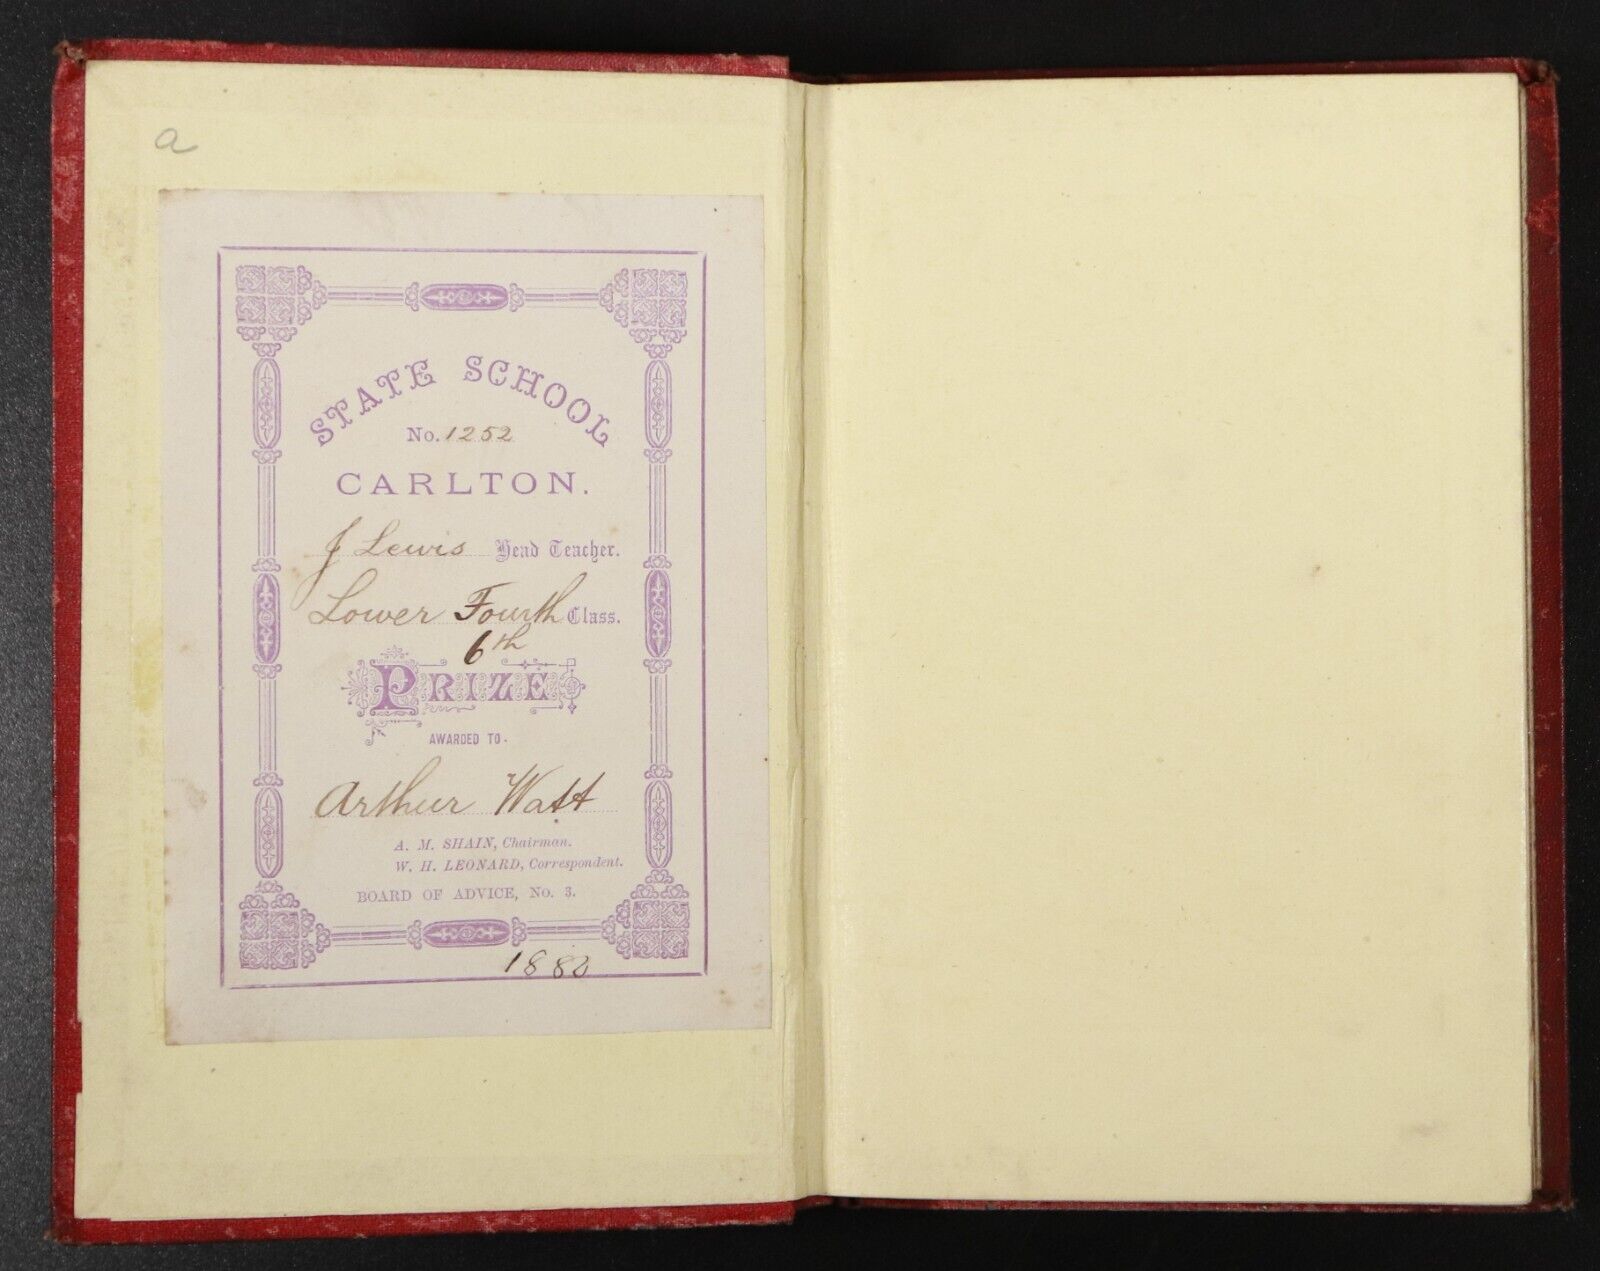 a
STATE SCHOOL
No. 1252
CARLTON.
J Lewis Head Teacher.
Lower Fourth Class.
6th
PRIZE
AWARDED TO.
Arthur Watt
A. M. SHAIN, Chairman.
W. H. LEONARD, Correspondent.
BOARD OF ADVICE, No. 3.
1880